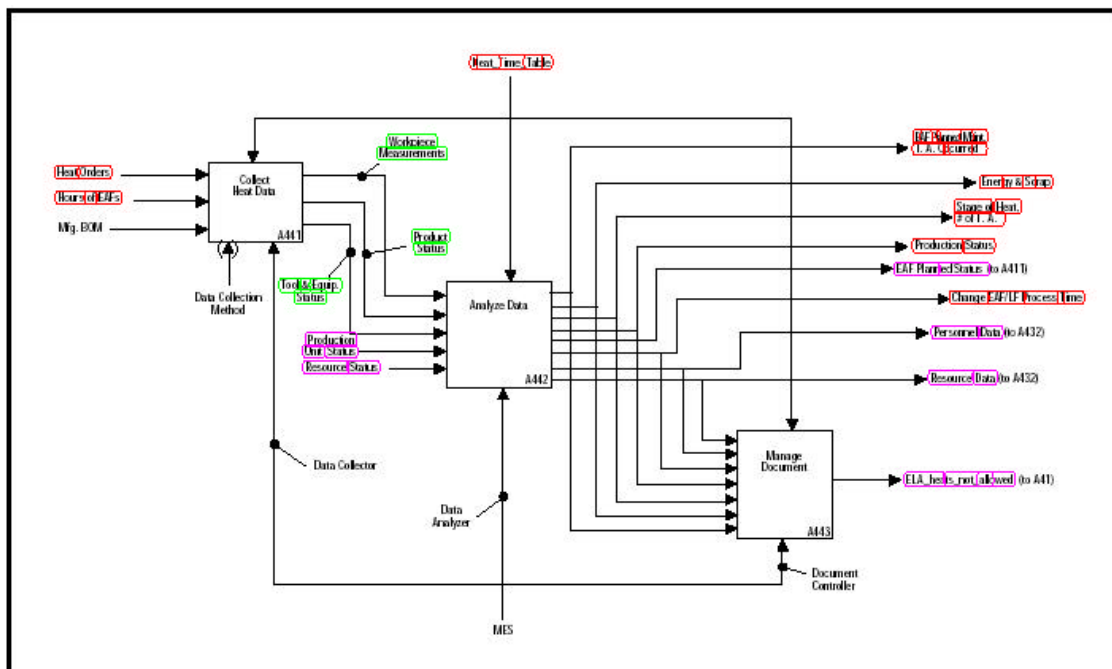 Heat_Time_Table
Workpiece
Measurements
EAF Planned Maint.
T. A. Occurred
Heat Orders
Collect
Heat Data
Energy & Scrap
Hours of EAFs
Stage of Heat,
# of T. A.
Mfg. BOM
A441
Product
Status
Production Status
EAF Planned Status (to A411)
Tool & Equip.
Status
Data Collection
Method
Analyze Data
Change EAF/LF Process Time
Production
Unit Status
Personnel Data (to A432)
Resource Status
A442
Resource Data (to A432)
Manage
Document
Data Collector
ELA_heats_not_allowed (to A41)
Data
Analyzer
A443
Document
Controller
MES